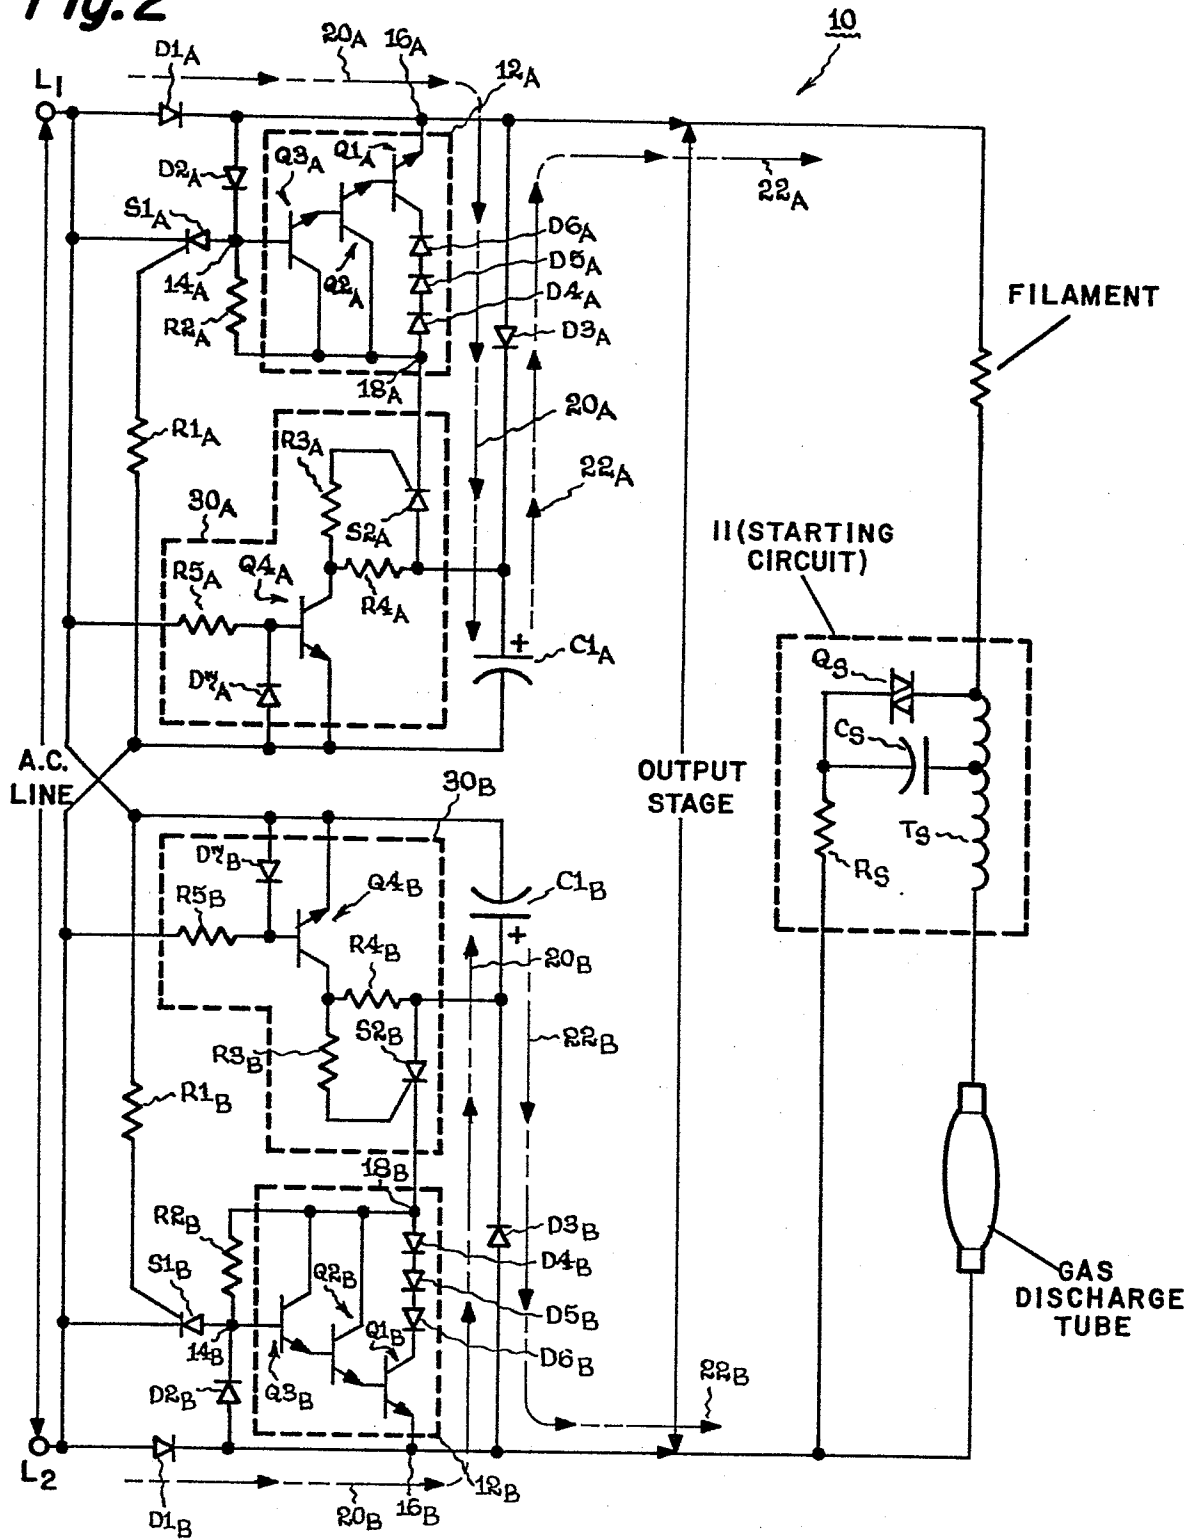 Fig. 2
10
20A
16A
D1A
12A
L1
Q3A
Q1A
D2A
S1A
22A
D6A
14A
Q2A
D5A
R2A
D4A
FILAMENT
D3A
18A
20A
R1A
R3A
22A
30A
S2A
11 (STARTING
CIRCUIT)
R5A
Q4A
R4A
+
C1A
QS
D7A
CS
A.C.
LINE
OUTPUT
STAGE
30B
TS
D7B
C1B
RS
Q4B
R5B
+
R4B
20B
S2B
22B
R3B
R1B
18B
R2B
D3B
D4B
S1B
Q2B
GAS
DISCHARGE
TUBE
D5B
Q1B
14B
D6B
D2B
Q3B
22B
L2
12B
16B
20B
D1B